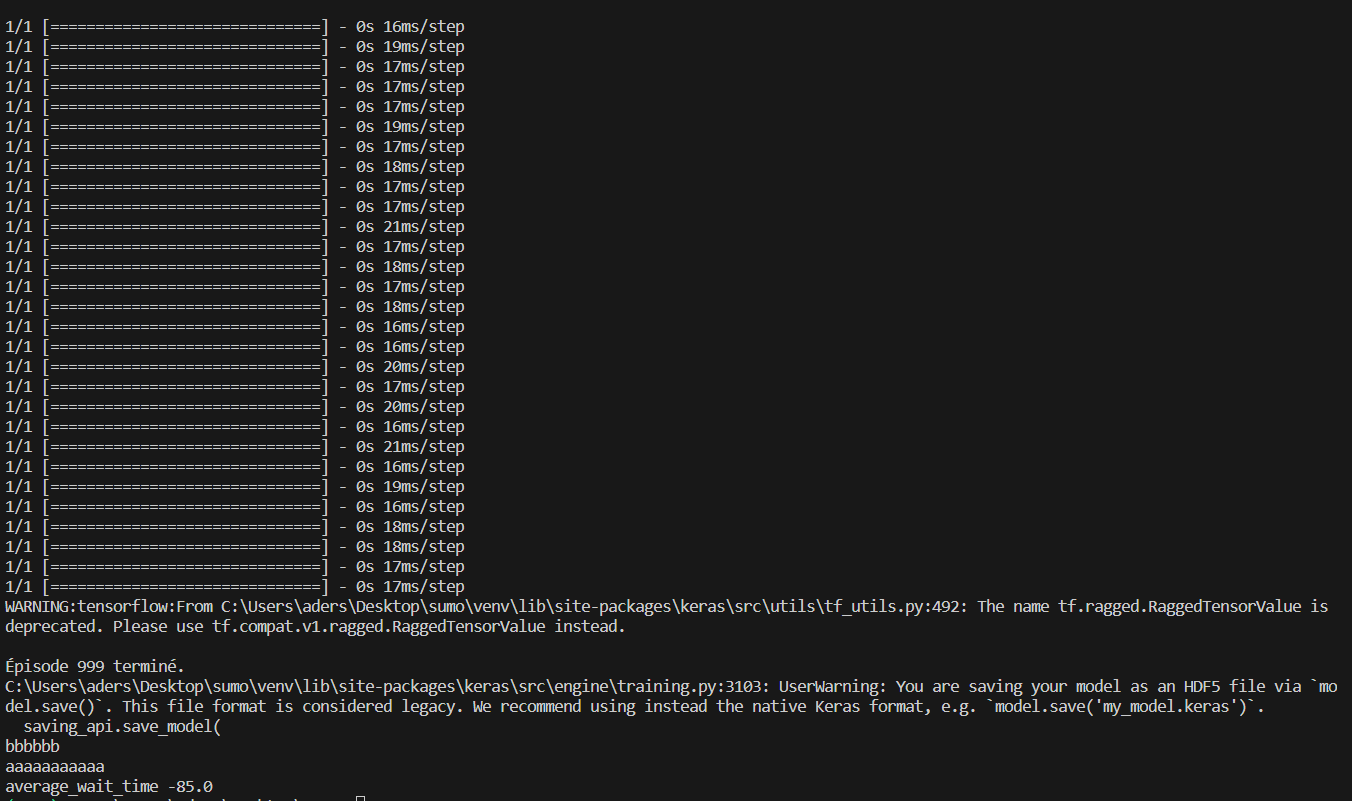 1/1 [==============================] - 0s 16ms/step
1/1 [==============================] - 0s 19ms/step
1/1 [==============================] - 0s 17ms/step
1/1 [==============================] - 0s 17ms/step
1/1 [==============================] - 0s 17ms/step
1/1 [==============================] - 0s 19ms/step
1/1 [==============================] - 0s 17ms/step
1/1 [==============================] - 0s 18ms/step
1/1 [==============================] - 0s 17ms/step
1/1 [==============================] - 0s 17ms/step
1/1 [==============================] - 0s 21ms/step
1/1 [==============================] - 0s 17ms/step
1/1 [==============================] - 0s 18ms/step
1/1 [==============================] - 0s 17ms/step
1/1 [==============================] - 0s 18ms/step
1/1 [==============================] - 0s 16ms/step
1/1 [==============================] - 0s 16ms/step
1/1 [==============================] - 0s 20ms/step
1/1 [==============================] - 0s 17ms/step
1/1 [==============================] - 0s 20ms/step
1/1 [==============================] - 0s 16ms/step
1/1 [==============================] - 0s 21ms/step
1/1 [==============================] - 0s 16ms/step
1/1 [==============================] - 0s 19ms/step
1/1 [==============================] - 0s 16ms/step
1/1 [==============================] - 0s 18ms/step
1/1 [==============================] - 0s 18ms/step
1/1 [==============================] - 0s 17ms/step
1/1 [==============================] - 0s 17ms/step
WARNING:tensorflow:From C:\Users\aders\Desktop\sumo\venv\lib\site-packages\keras\src\utils\tf_utils.py:492: The name tf.ragged.RaggedTensorValue is
deprecated. Please use tf.compat.v1.ragged.RaggedTensorValue instead.
Épisode 999 terminé.
C:\Users\aders\Desktop\sumo\venv\lib\site-packages\keras\src\engine\training.py:3103: UserWarning: You are saving your model as an HDF5 file via `mo
del.save()`. This file format is considered legacy. We recommend using instead the native Keras format, e.g. `model.save('my_model.keras')`.
  saving_api.save_model(
bbbbbb
aaaaaaaaaaa
average_wait_time -85.0